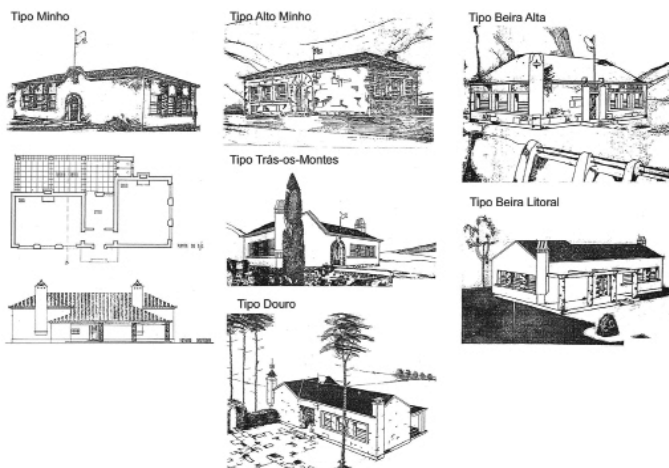 Tipo Minho
Tipo Alto Minho
Tipo Beira Alta
Tipo Trás-os-Montes
Tipo Beira Litoral
Tipo Douro